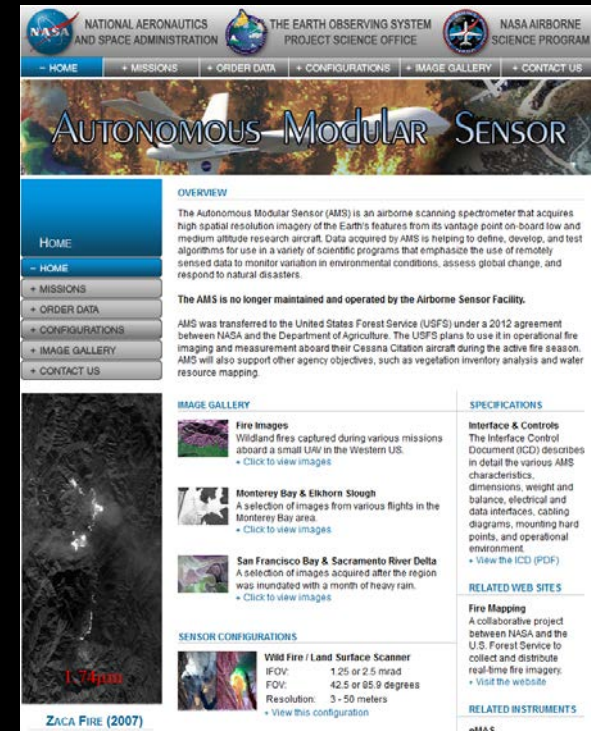 NASA
NATIONAL AERONAUTICS
AND SPACE ADMINISTRATION
THE EARTH OBSERVING SYSTEM
PROJECT SCIENCE OFFICE
NASA AIRBORNE
SCIENCE PROGRAM
− HOME
+ MISSIONS
+ ORDER DATA
+ CONFIGURATIONS
+ IMAGE GALLERY
+ CONTACT US
AUTONOMOUS MODULAR SENSOR
HOME
− HOME
+ MISSIONS
+ ORDER DATA
+ CONFIGURATIONS
+ IMAGE GALLERY
+ CONTACT US
1.74µm
ZACA FIRE (2007)
OVERVIEW
The Autonomous Modular Sensor (AMS) is an airborne scanning spectrometer that acquires
high spatial resolution imagery of the Earth's features from its vantage point on-board low and
medium altitude research aircraft. Data acquired by AMS is helping to define, develop, and test
algorithms for use in a variety of scientific programs that emphasize the use of remotely
sensed data to monitor variation in environmental conditions, assess global change, and
respond to natural disasters.
The AMS is no longer maintained and operated by the Airborne Sensor Facility.
AMS was transferred to the United States Forest Service (USFS) under a 2012 agreement
between NASA and the Department of Agriculture. The USFS plans to use it in operational fire
imaging and measurement aboard their Cessna Citation aircraft during the active fire season.
AMS will also support other agency objectives, such as vegetation inventory analysis and water
resource mapping.
IMAGE GALLERY
Fire Images
Wildland fires captured during various missions
aboard a small UAV in the Western US.
+ Click to view images
Monterey Bay & Elkhorn Slough
A selection of images from various flights in the
Monterey Bay area.
+ Click to view images
San Francisco Bay & Sacramento River Delta
A selection of images acquired after the region
was inundated with a month of heavy rain.
+ Click to view images
SENSOR CONFIGURATIONS
Wild Fire / Land Surface Scanner
IFOV: 1.25 or 2.5 mrad
FOV: 42.5 or 85.9 degrees
Resolution: 3 - 50 meters
+ View this configuration
SPECIFICATIONS
Interface & Controls
The Interface Control
Document (ICD) describes
in detail the various AMS
characteristics,
dimensions, weight and
balance, electrical and
data interfaces, cabling
diagrams, mounting hard
points, and operational
environment.
+ View the ICD (PDF)
RELATED WEB SITES
Fire Mapping
A collaborative project
between NASA and the
U.S. Forest Service to
collect and distribute
real-time fire imagery.
+ Visit the website
RELATED INSTRUMENTS
eMAS